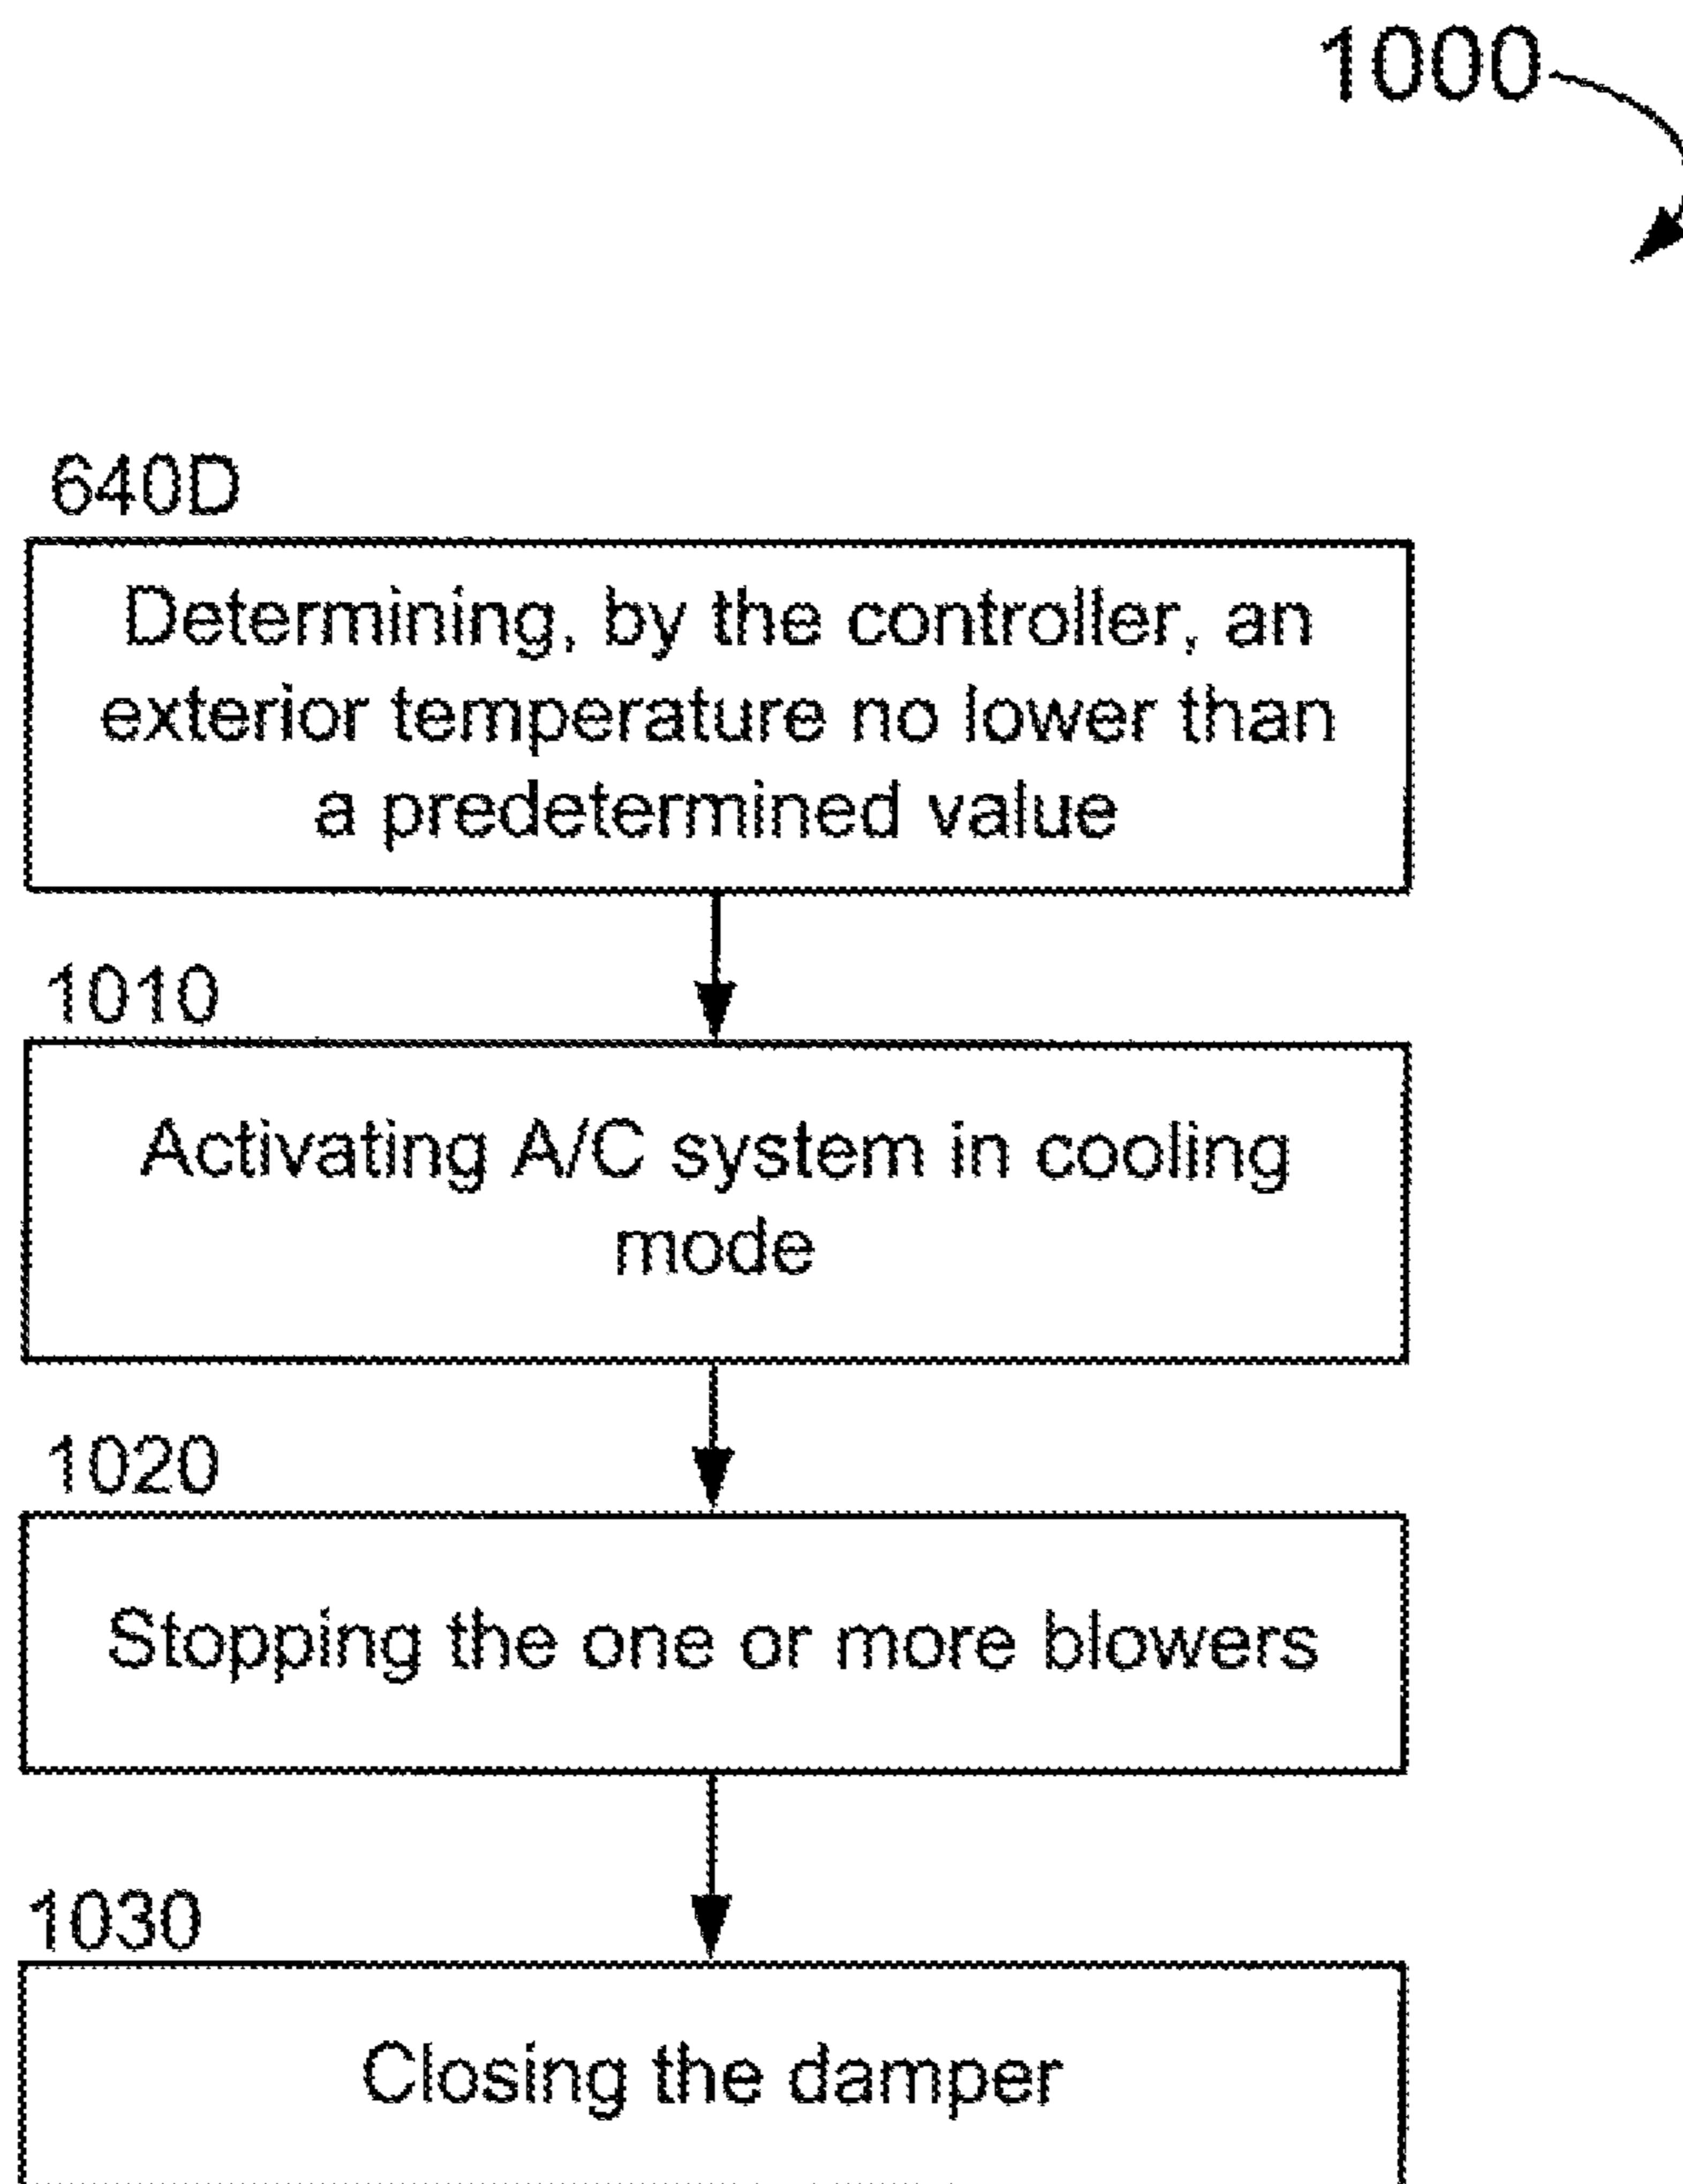 1000
640D
Determining, by the controller, an
exterior temperature no lower than
a predetermined value
1010
Activating A/C system in cooling
mode
1020
Stopping the one or more blowers
1030
Closing the damper